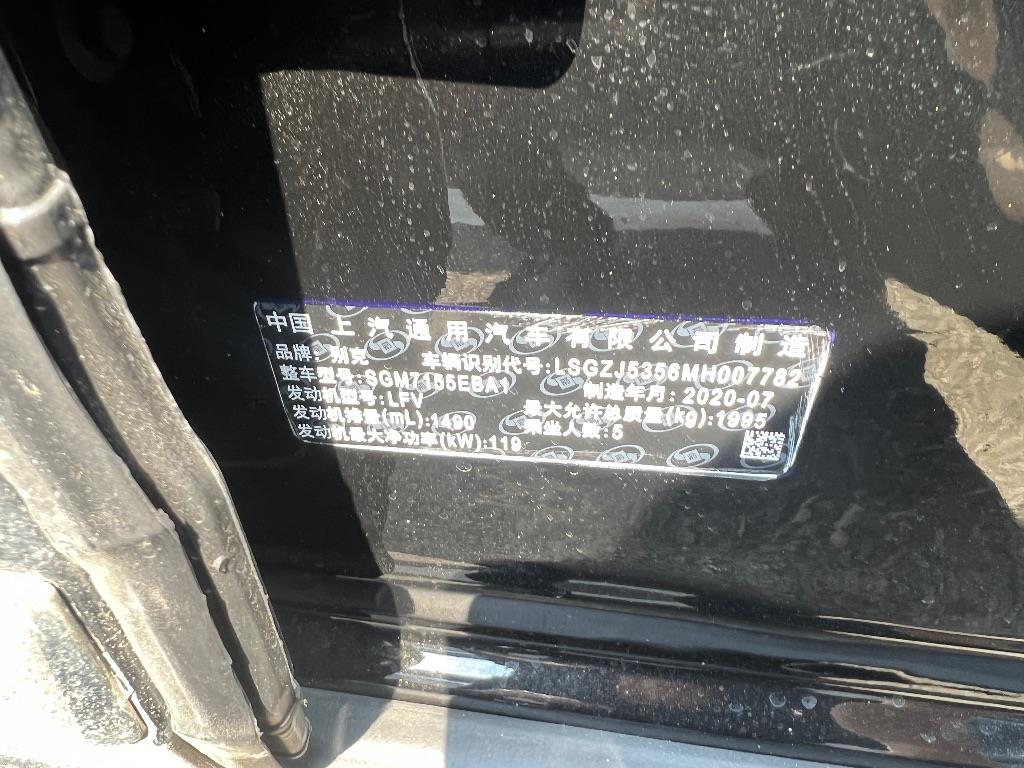 中国 上汽通用汽车有限公司制造
品牌:别克 车辆识别代号:LSGZJ5356MH007782
整车型号:SGM7155EBA1 制造年月:2020-07
发动机型号:LFV 最大允许总质量(kg):1995
发动机排量(mL):1490 乘坐人数:5
发动机最大净功率(kW):119